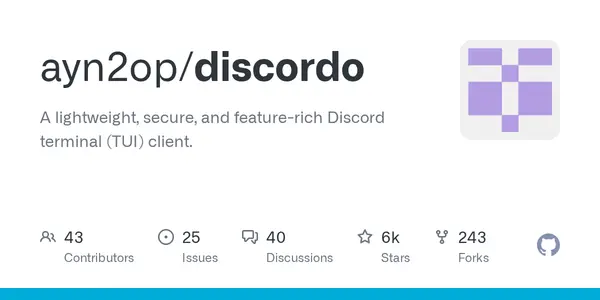 ayn2op/discordo
A lightweight, secure, and feature-rich Discord
terminal (TUI) client.
43
Contributors
25
Issues
40
Discussions
6k
Stars
243
Forks